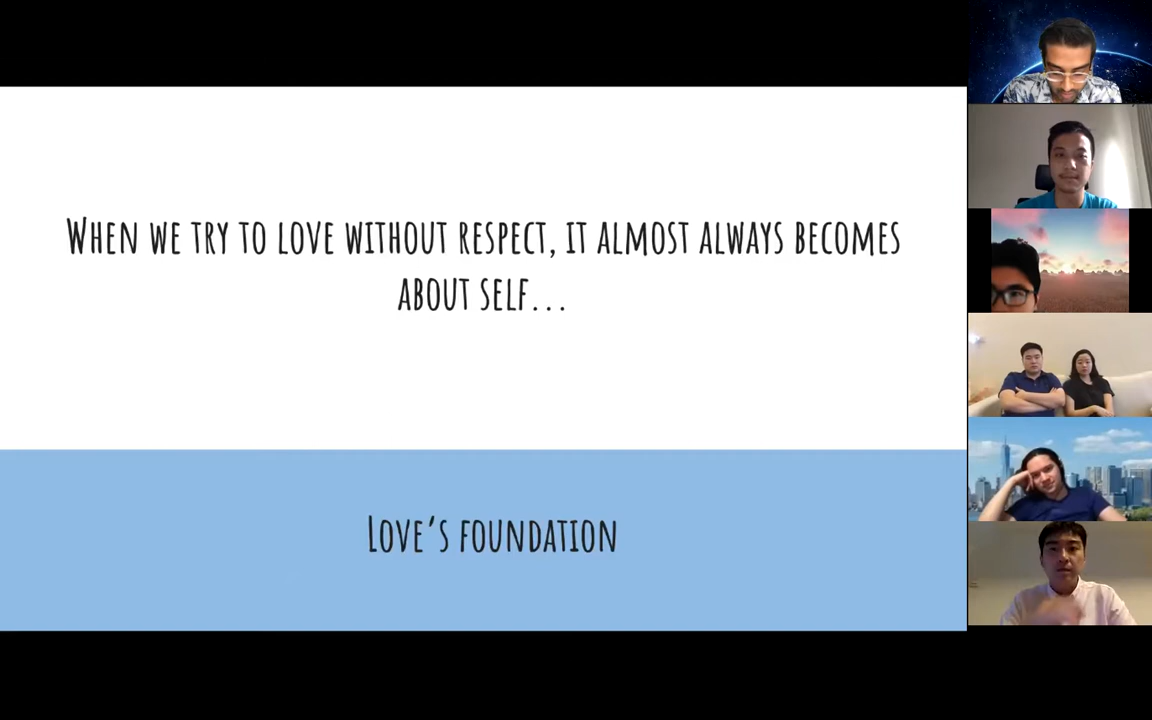 When we try to love without respect, it almost always becomes
about self...
Love's foundation